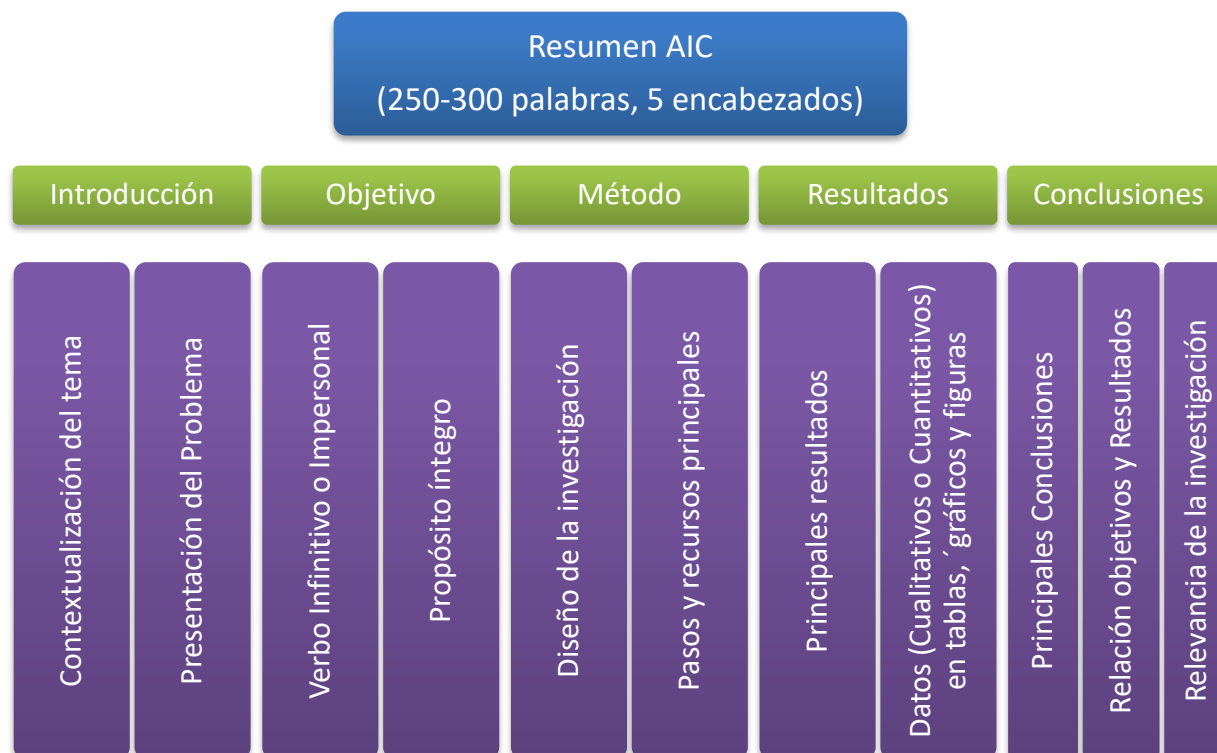 Resumen AIC
(250-300 palabras, 5 encabezados)
Introducción
Objetivo
Método
Resultados
Conclusiones
Contextualización del tema
Presentación del Problema
Verbo Infinitivo o Impersonal
Propósito íntegro
Diseño de la investigación
Pasos y recursos principales
Principales resultados
Datos (Cualitativos o Cuantitativos)
en tablas, ´gráficos y figuras
Principales Conclusiones
Relación objetivos y Resultados
Relevancia de la investigación